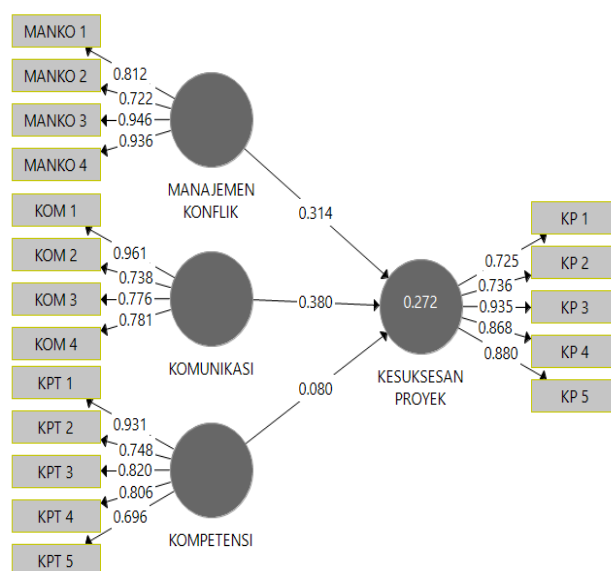 MANKO 1
MANKO 2
MANKO 3
MANKO 4
0.812
0.722
0.946
0.936
MANAJEMEN
KONFLIK
0.314
KOM 1
KOM 2
KOM 3
KOM 4
0.961
0.738
0.776
0.781
KOMUNIKASI
0.380
KPT 1
KPT 2
KPT 3
KPT 4
KPT 5
0.931
0.748
0.820
0.806
0.696
KOMPETENSI
0.080
0.272
KESUKSESAN
PROYEK
0.725
0.736
0.935
0.868
0.880
KP 1
KP 2
KP 3
KP 4
KP 5